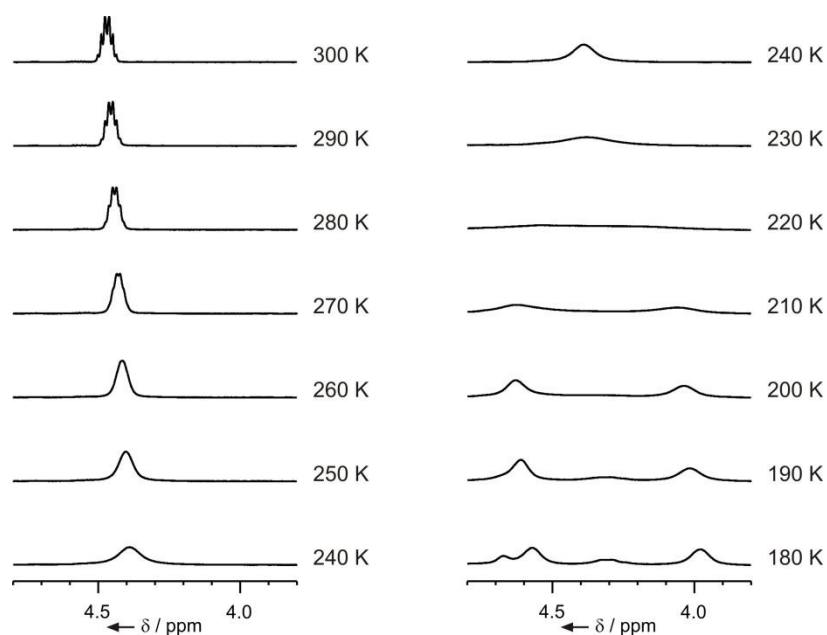 300 K
290 K
280 K
270 K
260 K
250 K
240 K
4.5 4.0
← δ / ppm
240 K
230 K
220 K
210 K
200 K
190 K
180 K
4.5 4.0
← δ / ppm